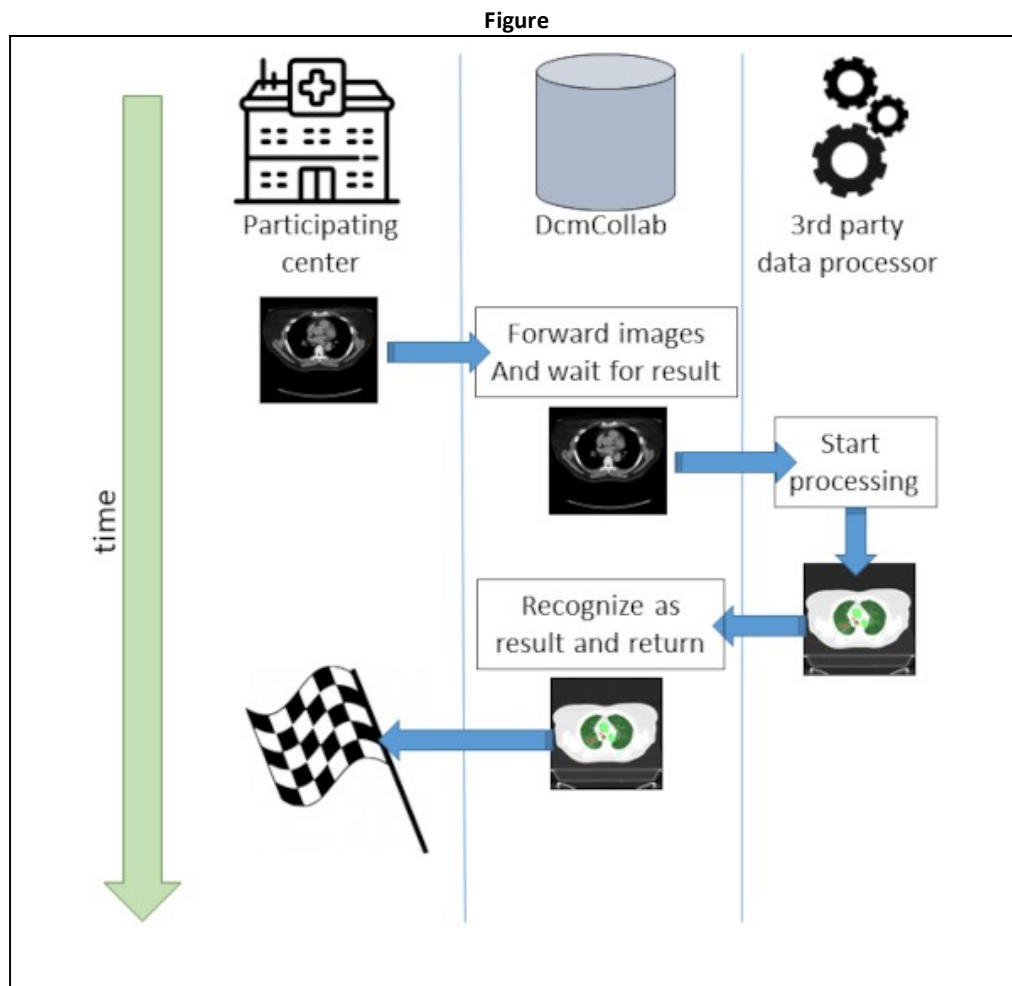 Figure
Participating
center
DcmCollab
3rd party
data processor
Forward images
And wait for result
Start
processing
time
Recognize as
result and return